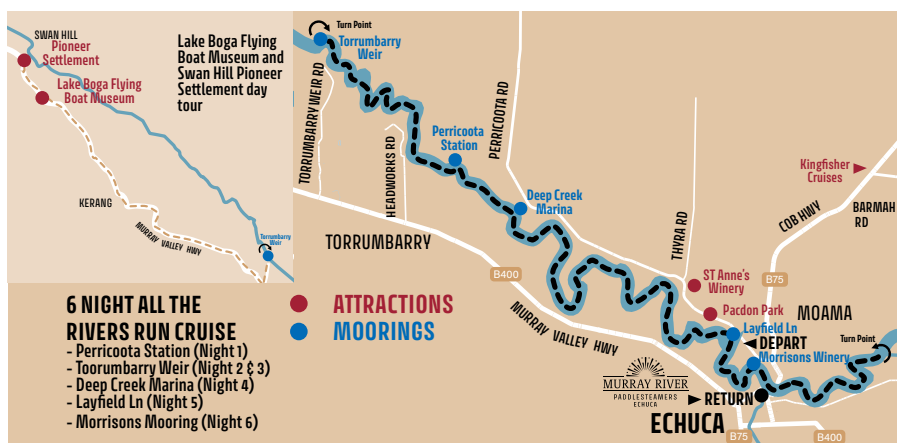 SWAN HILL
Pioneer
Settlement
Lake Boga Flying
Boat Museum
Lake Boga Flying
Boat Museum and
Swan Hill Pioneer
Settlement day
tour
KERANG
MURRAY VALLEY HWY
Torrumbarry
Weir
Turn Point
Torrumbarry
Weir
TORRUMBARRY WEIR RD
HEADWORKS RD
PERRICOOTA RD
Perricoota
Station
Deep Creek
Marina
TORRUMBARRY
B400
MURRAY VALLEY HWY
THYRA RD
Kingfisher
Cruises
COB HWY
BARMAH
RD
B75
ST Anne's
Winery
Pacdon Park
MOAMA
Layfield Ln
DEPART
Morrisons Winery
Turn Point
MURRAY RIVER
PADDLESTEAMERS
ECHUCA
RETURN
ECHUCA
B75
B400
6 NIGHT ALL THE
RIVERS RUN CRUISE
- Perricoota Station (Night 1)
- Toorumbarry Weir (Night 2 & 3)
- Deep Creek Marina (Night 4)
- Layfield Ln (Night 5)
- Morrisons Mooring (Night 6)
ATTRACTIONS
MOORINGS